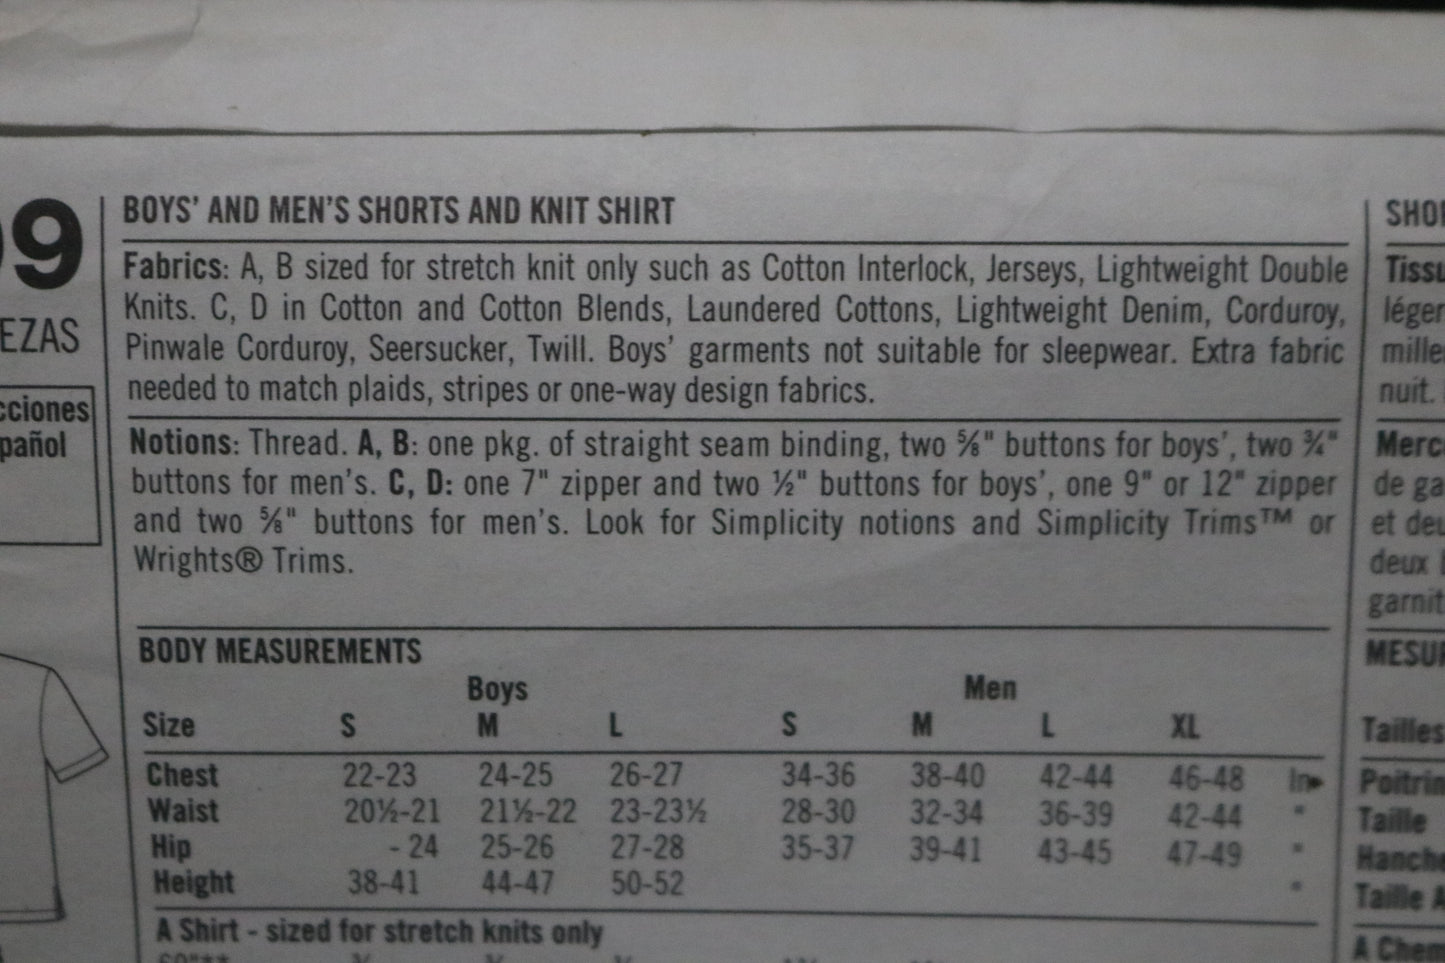 99
EZAS
cciones
pañol
BOYS' AND MEN'S SHORTS AND KNIT SHIRT
Fabrics: A, B sized for stretch knit only such as Cotton Interlock, Jerseys, Lightweight Double
Knits. C, D in Cotton and Cotton Blends, Laundered Cottons, Lightweight Denim, Corduroy,
Pinwale Corduroy, Seersucker, Twill. Boys' garments not suitable for sleepwear. Extra fabric
needed to match plaids, stripes or one-way design fabrics.
Notions: Thread. A, B: one pkg. of straight seam binding, two ⅝" buttons for boys', two ¾"
buttons for men's. C, D: one 7" zipper and two ½" buttons for boys', one 9" or 12" zipper
and two ⅝" buttons for men's. Look for Simplicity notions and Simplicity Trims™ or
Wrights® Trims.
BODY MEASUREMENTS
Boys Men
Size S M L S M L XL
Chest 22-23 24-25 26-27 34-36 38-40 42-44 46-48 In▸
Waist 20½-21 21½-22 23-23½ 28-30 32-34 36-39 42-44 "
Hip - 24 25-26 27-28 35-37 39-41 43-45 47-49 "
Height 38-41 44-47 50-52 "
A Shirt - sized for stretch knits only
SHO
Tissu
léger
mille
nuit.
Merc
de ga
et deu
deux
garnit
MESU
Tailles
Poitrin
Taille
Hanche
Taille A
A Chem